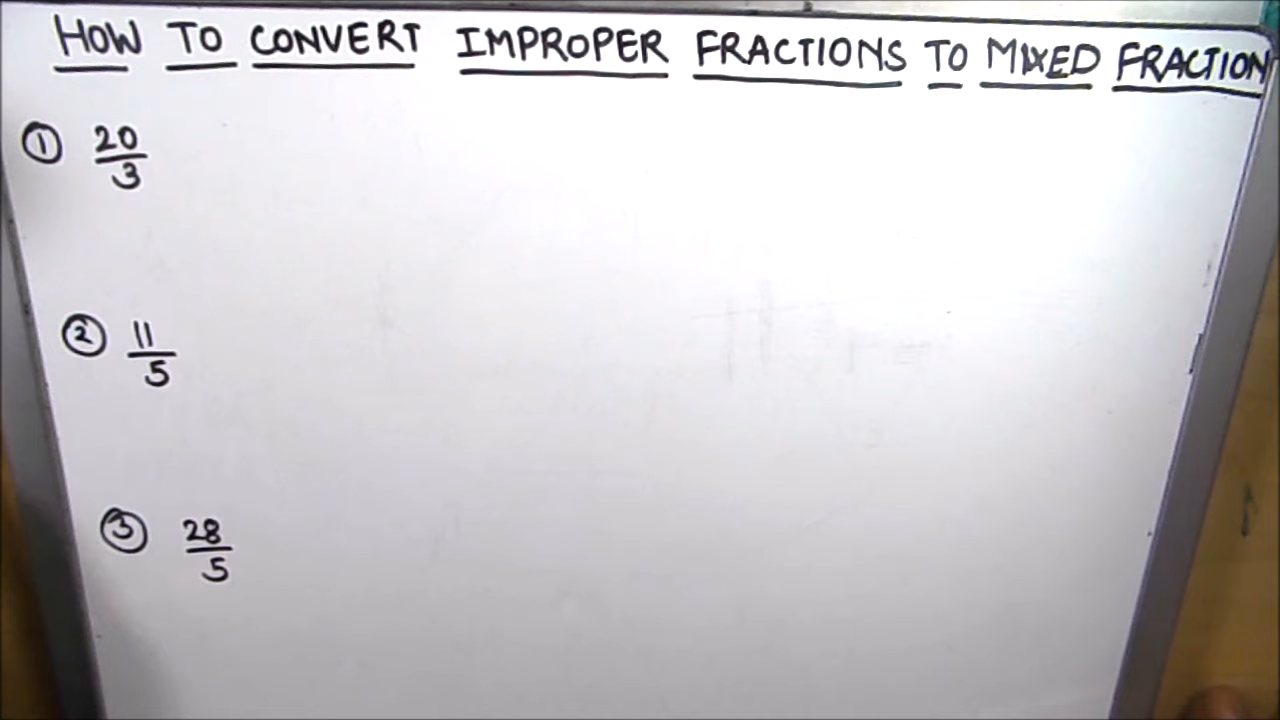 HOW TO CONVERT IMPROPER FRACTIONS TO MIXED FRACTION
① 20/3
② 11/5
③ 28/5